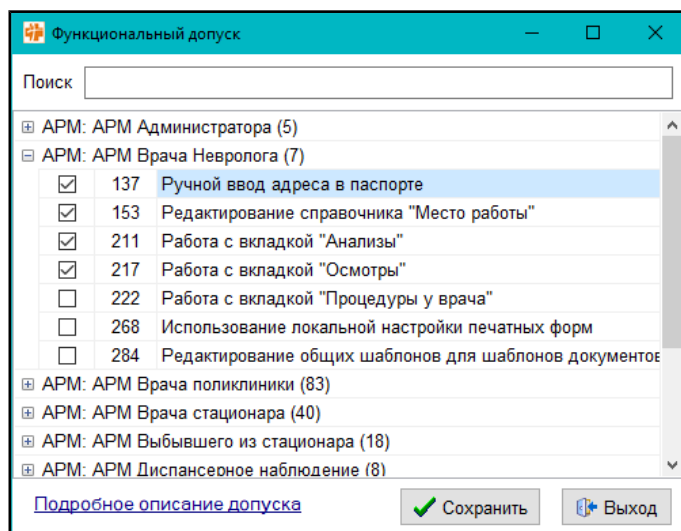 Функциональный допуск
Поиск
АРМ: АРМ Администратора (5)
АРМ: АРМ Врача Невролога (7)
137 Ручной ввод адреса в паспорте
153 Редактирование справочника "Место работы"
211 Работа с вкладкой "Анализы"
217 Работа с вкладкой "Осмотры"
222 Работа с вкладкой "Процедуры у врача"
268 Использование локальной настройки печатных форм
284 Редактирование общих шаблонов для шаблонов документов
АРМ: АРМ Врача поликлиники (83)
АРМ: АРМ Врача стационара (40)
АРМ: АРМ Выбывшего из стационара (18)
АРМ: АРМ Диспансерное наблюдение (8)
Подробное описание допуска Сохранить Выход